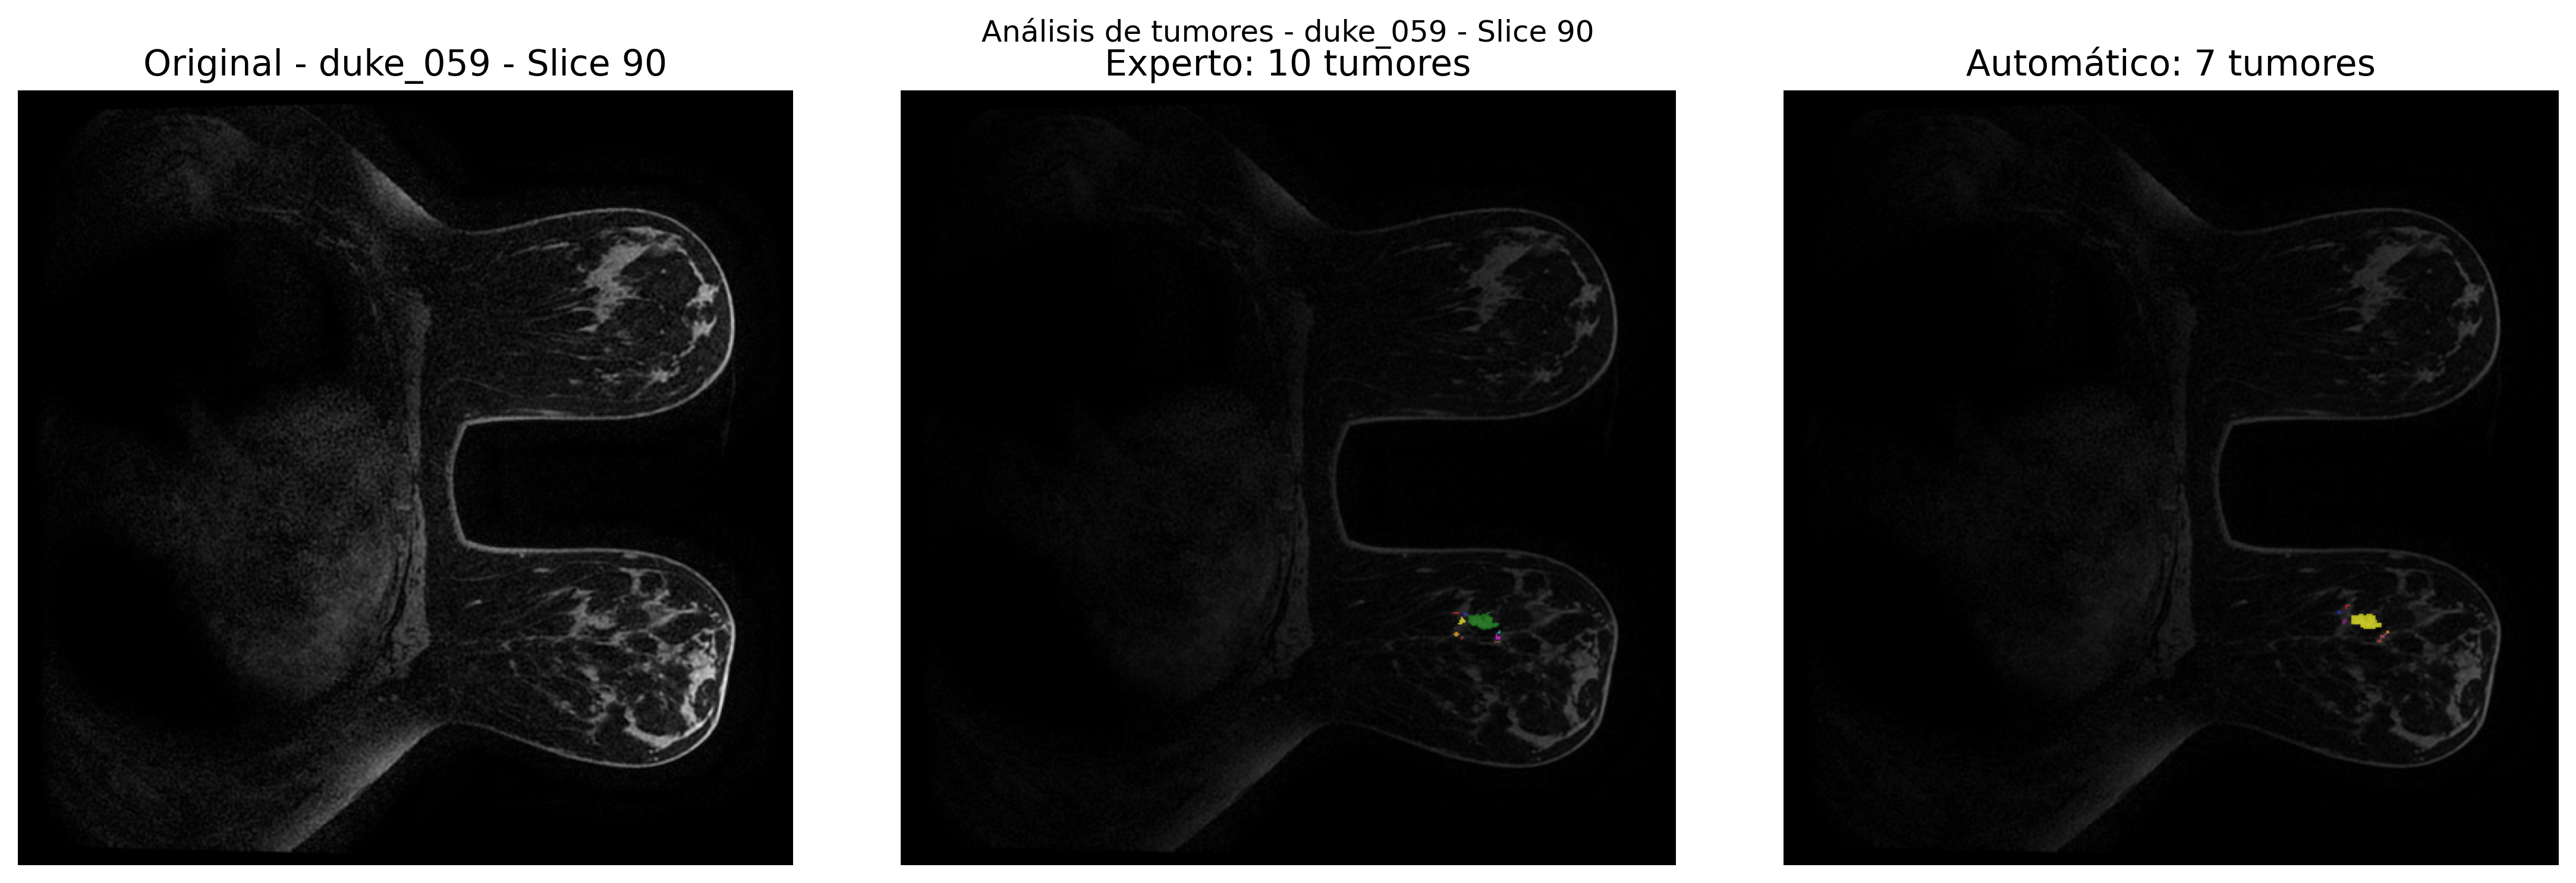 Análisis de tumores - duke_059 - Slice 90
Original - duke_059 - Slice 90
Experto: 10 tumores
Automático: 7 tumores